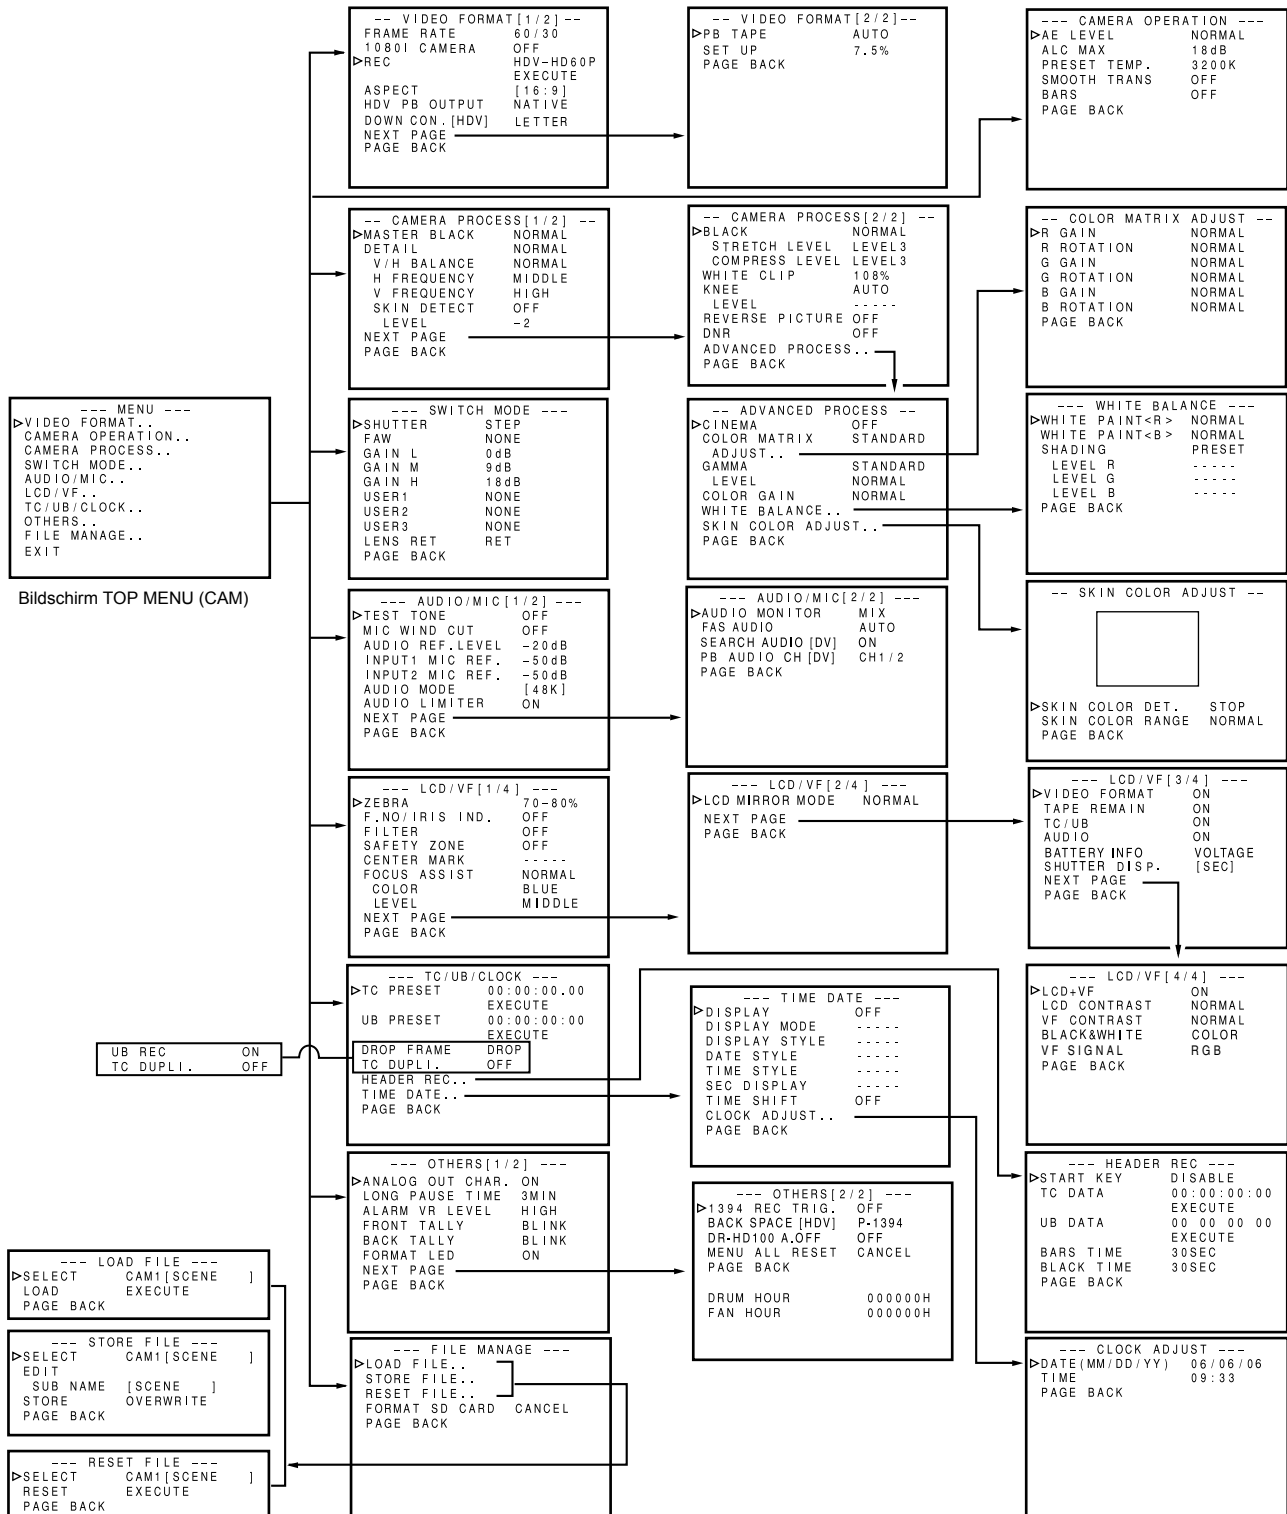 --- MENU ---
VIDEO FORMAT..
CAMERA OPERATION..
CAMERA PROCESS..
SWITCH MODE..
AUDIO/MIC..
LCD/VF..
TC/UB/CLOCK..
OTHERS..
FILE MANAGE..
EXIT
Bildschirm TOP MENU (CAM)
-- VIDEO FORMAT[1/2]--
FRAME RATE 60/30
1080I CAMERA OFF
REC HDV-HD60P
EXECUTE
ASPECT [16:9]
HDV PB OUTPUT NATIVE
DOWN CON.[HDV] LETTER
NEXT PAGE
PAGE BACK
-- VIDEO FORMAT[2/2]--
PB TAPE AUTO
SET UP 7.5%
PAGE BACK
--- CAMERA OPERATION ---
AE LEVEL NORMAL
ALC MAX 18dB
PRESET TEMP. 3200K
SMOOTH TRANS OFF
BARS OFF
PAGE BACK
-- CAMERA PROCESS[1/2] --
MASTER BLACK NORMAL
DETAIL NORMAL
V/H BALANCE NORMAL
H FREQUENCY MIDDLE
V FREQUENCY HIGH
SKIN DETECT OFF
LEVEL -2
NEXT PAGE
PAGE BACK
-- CAMERA PROCESS[2/2] --
BLACK NORMAL
STRETCH LEVEL LEVEL3
COMPRESS LEVEL LEVEL3
WHITE CLIP 108%
KNEE AUTO
LEVEL -----
REVERSE PICTURE OFF
DNR OFF
ADVANCED PROCESS..
PAGE BACK
-- COLOR MATRIX ADJUST --
R GAIN NORMAL
R ROTATION NORMAL
G GAIN NORMAL
G ROTATION NORMAL
B GAIN NORMAL
B ROTATION NORMAL
PAGE BACK
--- SWITCH MODE ---
SHUTTER STEP
FAW NONE
GAIN L 0dB
GAIN M 9dB
GAIN H 18dB
USER1 NONE
USER2 NONE
USER3 NONE
LENS RET RET
PAGE BACK
-- ADVANCED PROCESS --
CINEMA OFF
COLOR MATRIX STANDARD
ADJUST..
GAMMA STANDARD
LEVEL NORMAL
COLOR GAIN NORMAL
WHITE BALANCE..
SKIN COLOR ADJUST..
PAGE BACK
--- WHITE BALANCE ---
WHITE PAINT<R> NORMAL
WHITE PAINT<B> NORMAL
SHADING PRESET
LEVEL R -----
LEVEL G -----
LEVEL B -----
PAGE BACK
--- AUDIO/MIC[1/2] ---
TEST TONE OFF
MIC WIND CUT OFF
AUDIO REF.LEVEL -20dB
INPUT1 MIC REF. -50dB
INPUT2 MIC REF. -50dB
AUDIO MODE [48K]
AUDIO LIMITER ON
NEXT PAGE
PAGE BACK
--- AUDIO/MIC[2/2] ---
AUDIO MONITOR MIX
FAS AUDIO AUTO
SEARCH AUDIO [DV] ON
PB AUDIO CH [DV] CH1/2
PAGE BACK
-- SKIN COLOR ADJUST --
SKIN COLOR DET. STOP
SKIN COLOR RANGE NORMAL
PAGE BACK
--- LCD/VF[1/4] ---
ZEBRA 70-80%
F.NO/IRIS IND. OFF
FILTER OFF
SAFETY ZONE OFF
CENTER MARK -----
FOCUS ASSIST NORMAL
COLOR BLUE
LEVEL MIDDLE
NEXT PAGE
PAGE BACK
--- LCD/VF[2/4] ---
LCD MIRROR MODE NORMAL
NEXT PAGE
PAGE BACK
--- LCD/VF[3/4] ---
VIDEO FORMAT ON
TAPE REMAIN ON
TC/UB ON
AUDIO ON
BATTERY INFO VOLTAGE
SHUTTER DISP. [SEC]
NEXT PAGE
PAGE BACK
--- LCD/VF[4/4] ---
LCD+VF ON
LCD CONTRAST NORMAL
VF CONTRAST NORMAL
BLACK&WHITE COLOR
VF SIGNAL RGB
PAGE BACK
--- TC/UB/CLOCK ---
TC PRESET 00:00:00.00
EXECUTE
UB PRESET 00:00:00:00
EXECUTE
DROP FRAME DROP
TC DUPLI. OFF
HEADER REC..
TIME DATE..
PAGE BACK
UB REC ON
TC DUPLI. OFF
--- TIME DATE ---
DISPLAY OFF
DISPLAY MODE -----
DISPLAY STYLE -----
DATE STYLE -----
TIME STYLE -----
SEC DISPLAY -----
TIME SHIFT OFF
CLOCK ADJUST..
PAGE BACK
--- HEADER REC ---
START KEY DISABLE
TC DATA 00:00:00:00
EXECUTE
UB DATA 00 00 00 00
EXECUTE
BARS TIME 30SEC
BLACK TIME 30SEC
PAGE BACK
--- OTHERS[1/2] ---
ANALOG OUT CHAR. ON
LONG PAUSE TIME 3MIN
ALARM VR LEVEL HIGH
FRONT TALLY BLINK
BACK TALLY BLINK
FORMAT LED ON
NEXT PAGE
PAGE BACK
--- OTHERS[2/2] ---
1394 REC TRIG. OFF
BACK SPACE [HDV] P-1394
DR-HD100 A.OFF OFF
MENU ALL RESET CANCEL
PAGE BACK
DRUM HOUR 000000H
FAN HOUR 000000H
--- CLOCK ADJUST ---
DATE(MM/DD/YY) 06/06/06
TIME 09:33
PAGE BACK
--- FILE MANAGE ---
LOAD FILE..
STORE FILE..
RESET FILE..
FORMAT SD CARD CANCEL
PAGE BACK
--- LOAD FILE ---
SELECT CAM1[SCENE ]
LOAD EXECUTE
PAGE BACK
--- STORE FILE ---
SELECT CAM1[SCENE ]
EDIT
SUB NAME [SCENE ]
STORE OVERWRITE
PAGE BACK
--- RESET FILE ---
SELECT CAM1[SCENE ]
RESET EXECUTE
PAGE BACK